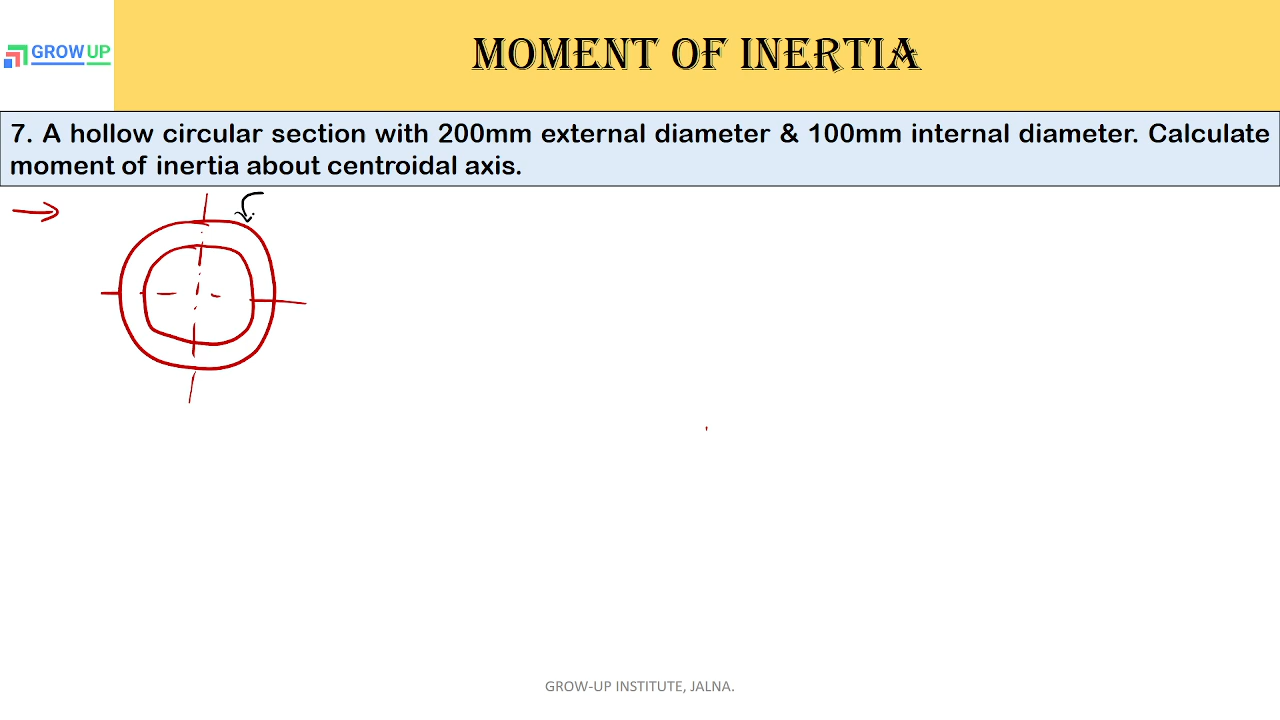 GROW UP
MOMENT OF INERTIA
7. A hollow circular section with 200mm external diameter & 100mm internal diameter. Calculate
moment of inertia about centroidal axis.
GROW-UP INSTITUTE, JALNA.